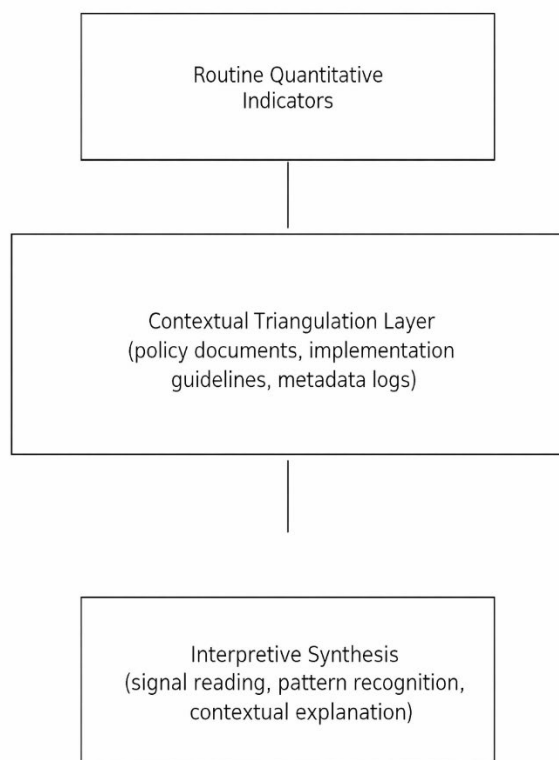 Routine Quantitative
Indicators
Contextual Triangulation Layer
(policy documents, implementation
guidelines, metadata logs)
Interpretive Synthesis
(signal reading, pattern recognition,
contextual explanation)